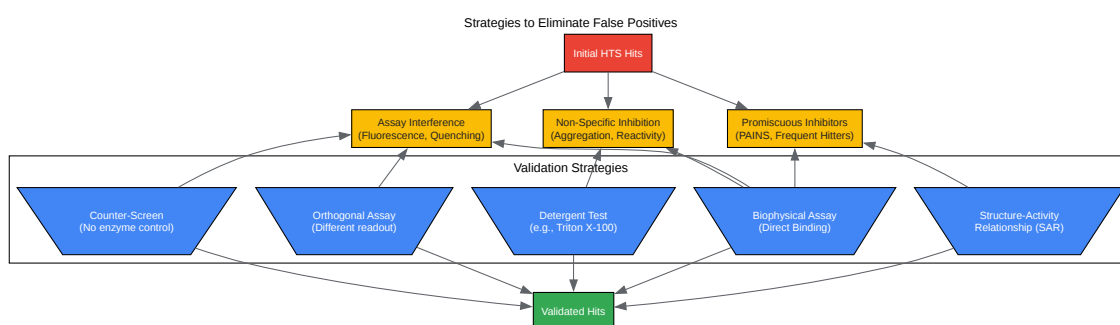 Strategies to Eliminate False Positives
Initial HTS Hits
Assay Interference
(Fluorescence, Quenching)
Non-Specific Inhibition
(Aggregation, Reactivity)
Promiscuous Inhibitors
(PAINS, Frequent Hitters)
Validation Strategies
Counter-Screen
(No enzyme control)
Orthogonal Assay
(Different readout)
Detergent Test
(e.g., Triton X-100)
Biophysical Assay
(Direct Binding)
Structure-Activity
Relationship (SAR)
Validated Hits